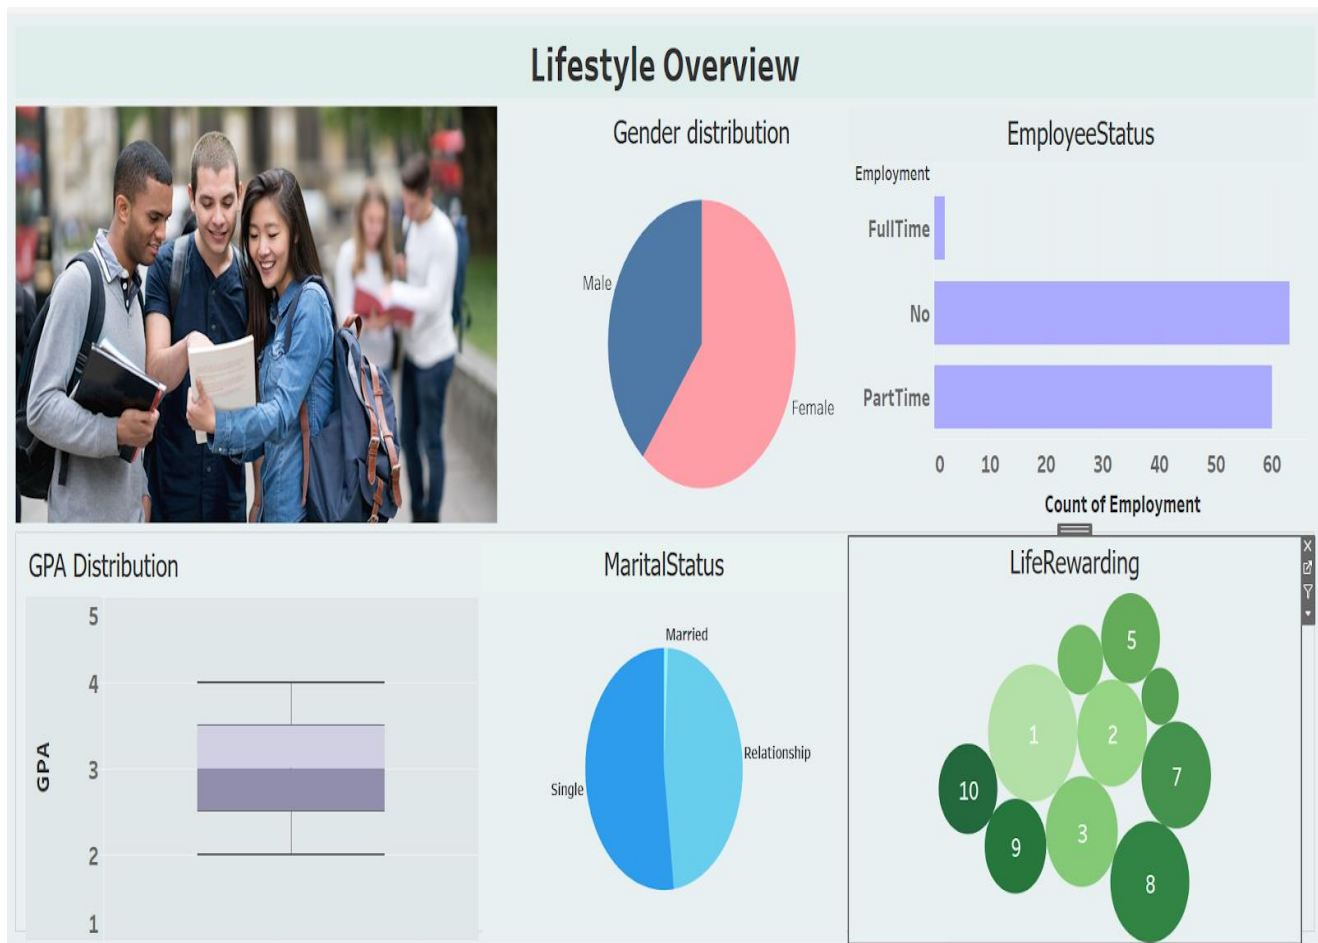 Lifestyle Overview
Gender distribution
Male
Female
EmployeeStatus
Employment
FullTime
No
PartTime
0 10 20 30 40 50 60
Count of Employment
GPA Distribution
GPA
5
4
3
2
1
MaritalStatus
Married
Relationship
Single
LifeRewarding
5
1
2
7
10
3
9
8